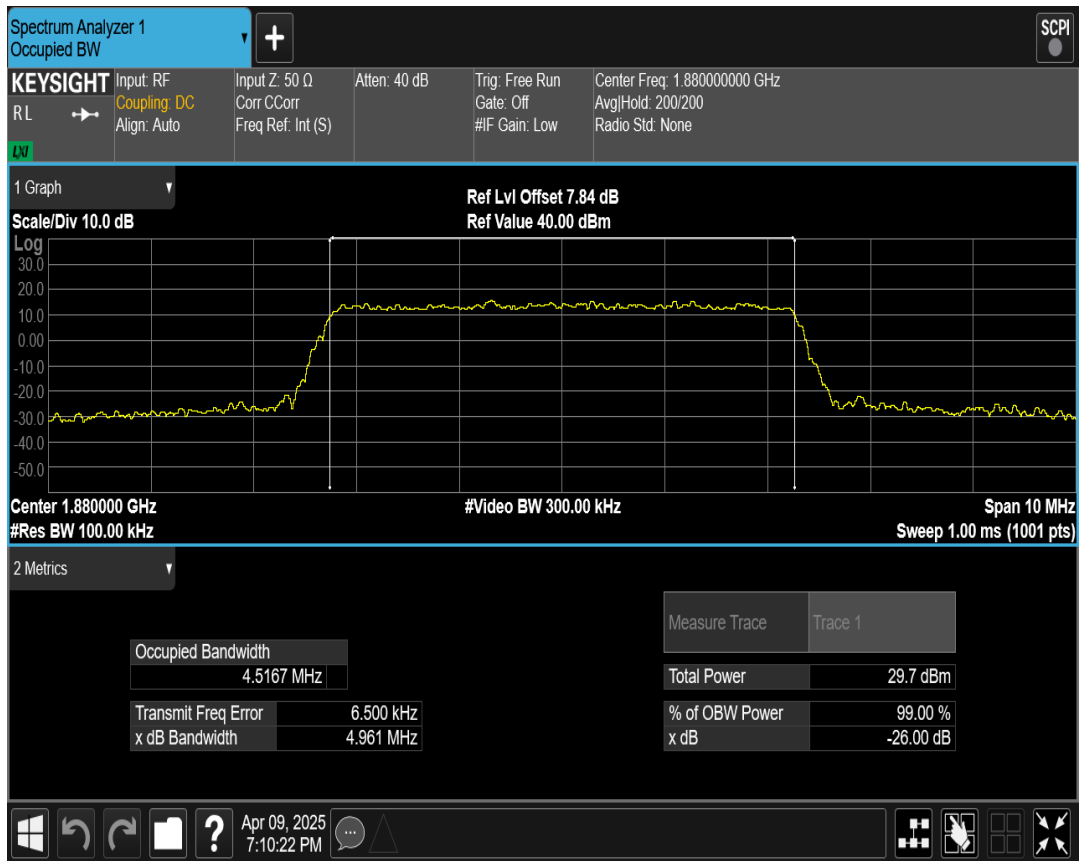 Spectrum Analyzer 1
Occupied BW
+
SCPI
KEYSIGHT
RL
LXI
Input: RF
Coupling: DC
Align: Auto
Input Z: 50 Ω
Corr CCorr
Freq Ref: Int (S)
Atten: 40 dB
Trig: Free Run
Gate: Off
#IF Gain: Low
Center Freq: 1.880000000 GHz
Avg|Hold: 200/200
Radio Std: None
1 Graph
Scale/Div 10.0 dB
Ref Lvl Offset 7.84 dB
Ref Value 40.00 dBm
Log
30.0
20.0
10.0
0.00
-10.0
-20.0
-30.0
-40.0
-50.0
Center 1.880000 GHz
#Video BW 300.00 kHz
Span 10 MHz
#Res BW 100.00 kHz
Sweep 1.00 ms (1001 pts)
2 Metrics
Measure Trace Trace 1
Occupied Bandwidth
4.5167 MHz
Total Power 29.7 dBm
Transmit Freq Error 6.500 kHz
% of OBW Power 99.00 %
x dB Bandwidth 4.961 MHz
x dB -26.00 dB
?
Apr 09, 2025
7:10:22 PM